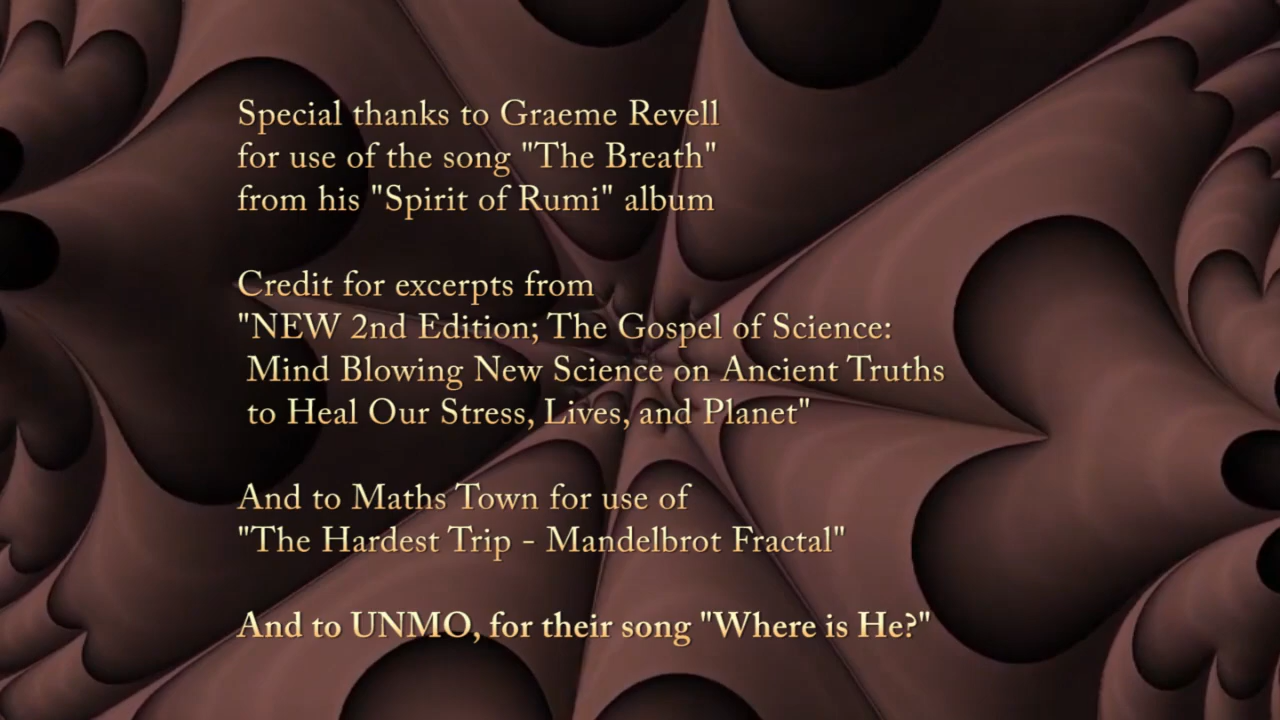 Special thanks to Graeme Revell
for use of the song "The Breath"
from his "Spirit of Rumi" album
Credit for excerpts from
"NEW 2nd Edition; The Gospel of Science:
Mind Blowing New Science on Ancient Truths
to Heal Our Stress, Lives, and Planet"
And to Maths Town for use of
"The Hardest Trip - Mandelbrot Fractal"
And to UNMO, for their song "Where is He?"